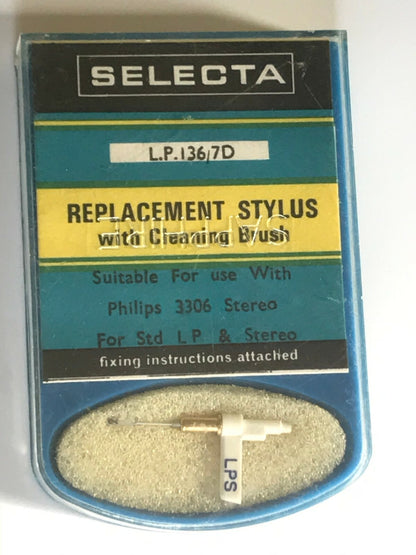 SELECTA
L.P.136/7D
REPLACEMENT STYLUS
SAPPHIRE
with Cleaning Brush
Suitable For use With
Philips 3306 Stereo
For Std L P & Stereo
fixing instructions attached
LPS